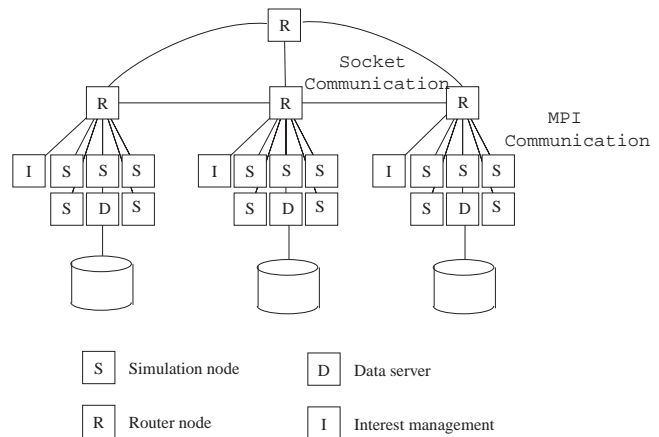 R
Socket
Communication
R R R
MPI
Communication
I S S S I S S S I S S S
S D S S D S S D S
S Simulation node D Data server
R Router node I Interest management